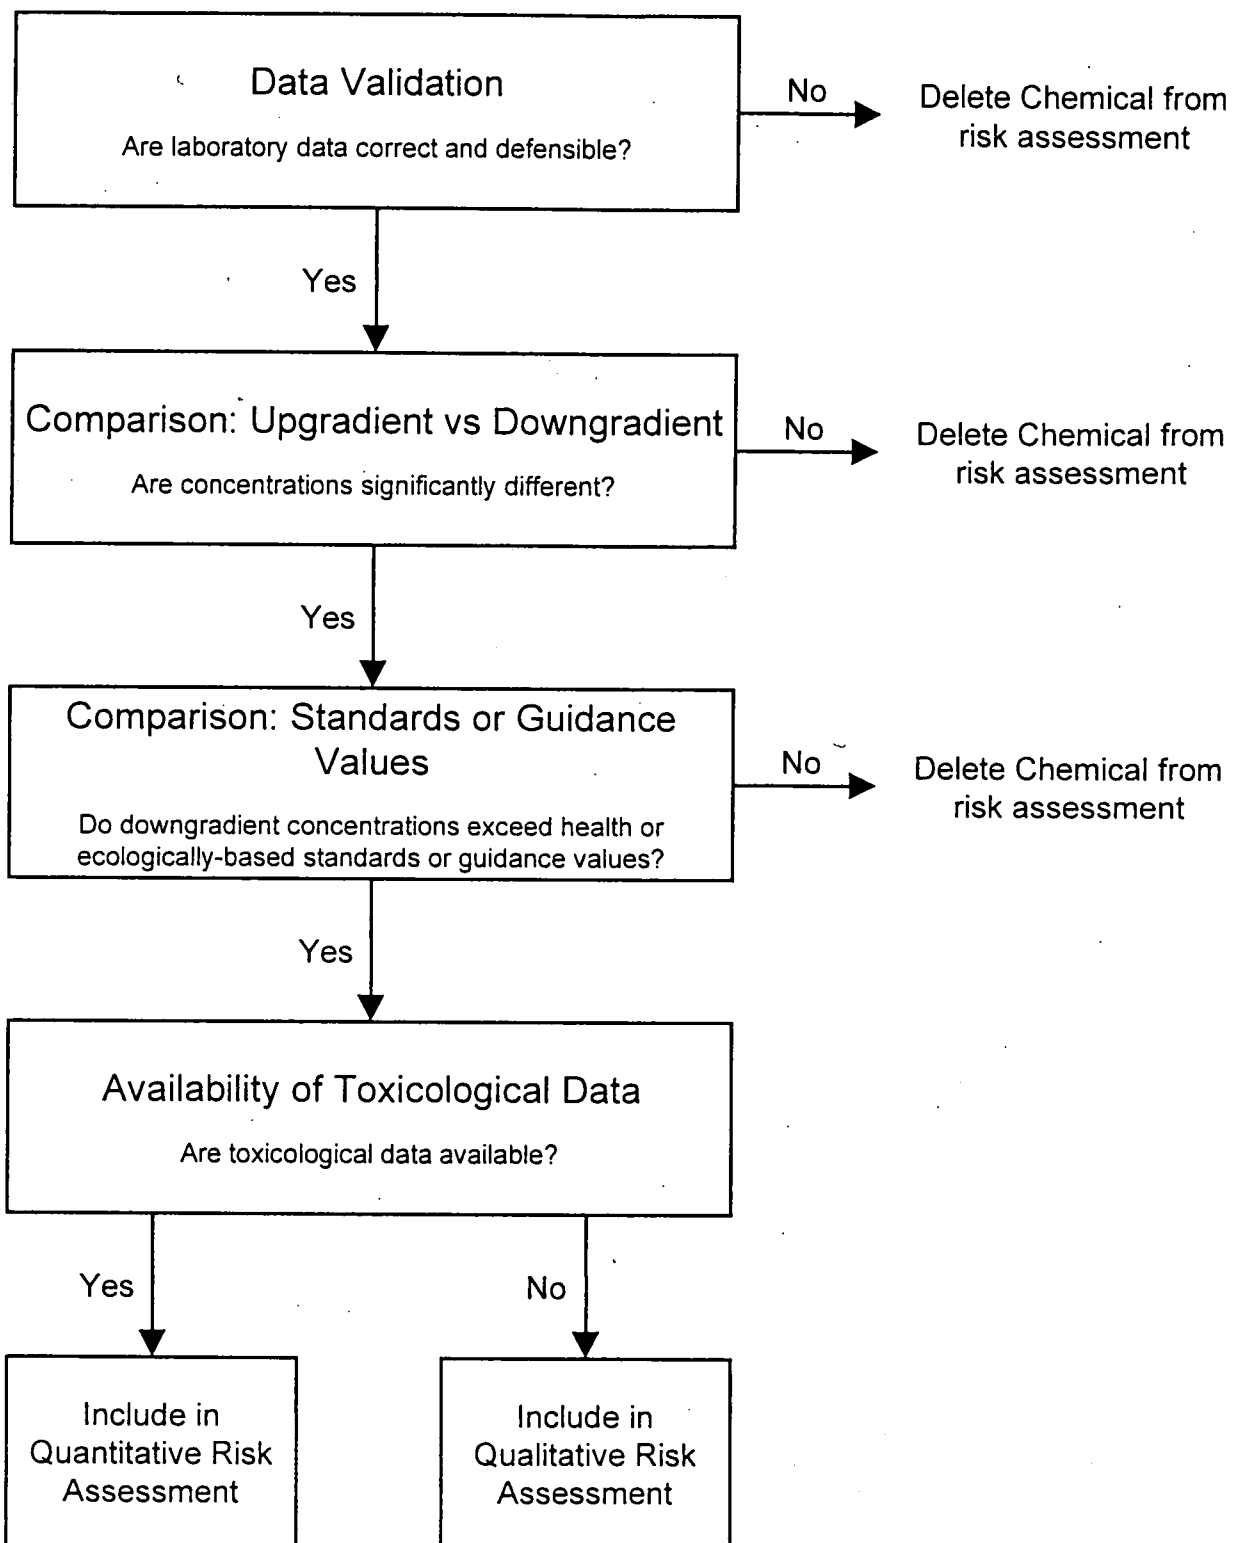 Data Validation
Are laboratory data correct and defensible?
No
Delete Chemical from
risk assessment
Yes
Comparison: Upgradient vs Downgradient
Are concentrations significantly different?
No
Delete Chemical from
risk assessment
Yes
Comparison: Standards or Guidance
Values
Do downgradient concentrations exceed health or
ecologically-based standards or guidance values?
No
Delete Chemical from
risk assessment
Yes
Availability of Toxicological Data
Are toxicological data available?
Yes
No
Include in
Quantitative Risk
Assessment
Include in
Qualitative Risk
Assessment